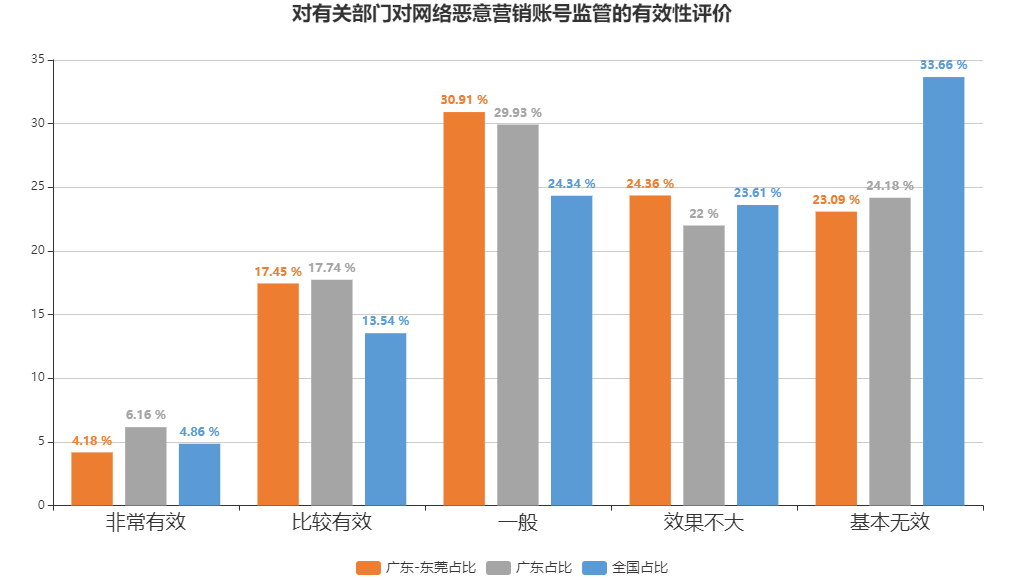 对有关部门对网络恶意营销账号监管的有效性评价
35
30
25
20
15
10
5
0
4.18 %
6.16 %
4.86 %
17.45 %
17.74 %
13.54 %
30.91 %
29.93 %
24.34 %
24.36 %
22 %
23.61 %
23.09 %
24.18 %
33.66 %
非常有效
比较有效
一般
效果不大
基本无效
广东-东莞占比
广东占比
全国占比